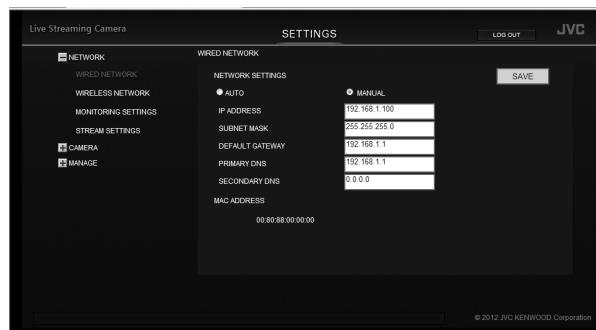 Live Streaming Camera
SETTINGS
LOG OUT
JVC
NETWORK
WIRED NETWORK
WIRELESS NETWORK
MONITORING SETTINGS
STREAM SETTINGS
CAMERA
MANAGE
WIRED NETWORK
NETWORK SETTINGS
SAVE
AUTO MANUAL
IP ADDRESS 192.168.1.100
SUBNET MASK 255.255.255.0
DEFAULT GATEWAY 192.168.1.1
PRIMARY DNS 192.168.1.1
SECONDARY DNS 0.0.0.0
MAC ADDRESS
00:80:88:00:00:00
© 2012 JVC KENWOOD Corporation